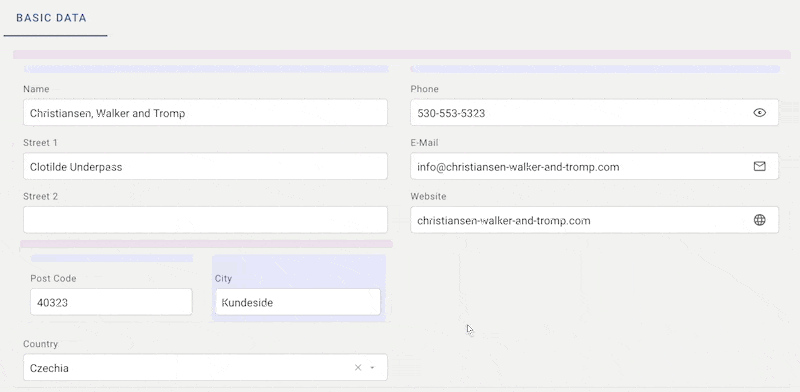 BASIC DATA
Name
Christiansen, Walker and Tromp
Street 1
Clotilde Underpass
Street 2
Phone
530-553-5323
E-Mail
info@christiansen-walker-and-tromp.com
Website
christiansen-walker-and-tromp.com
Post Code
40323
City
Kundeside
Country
Czechia